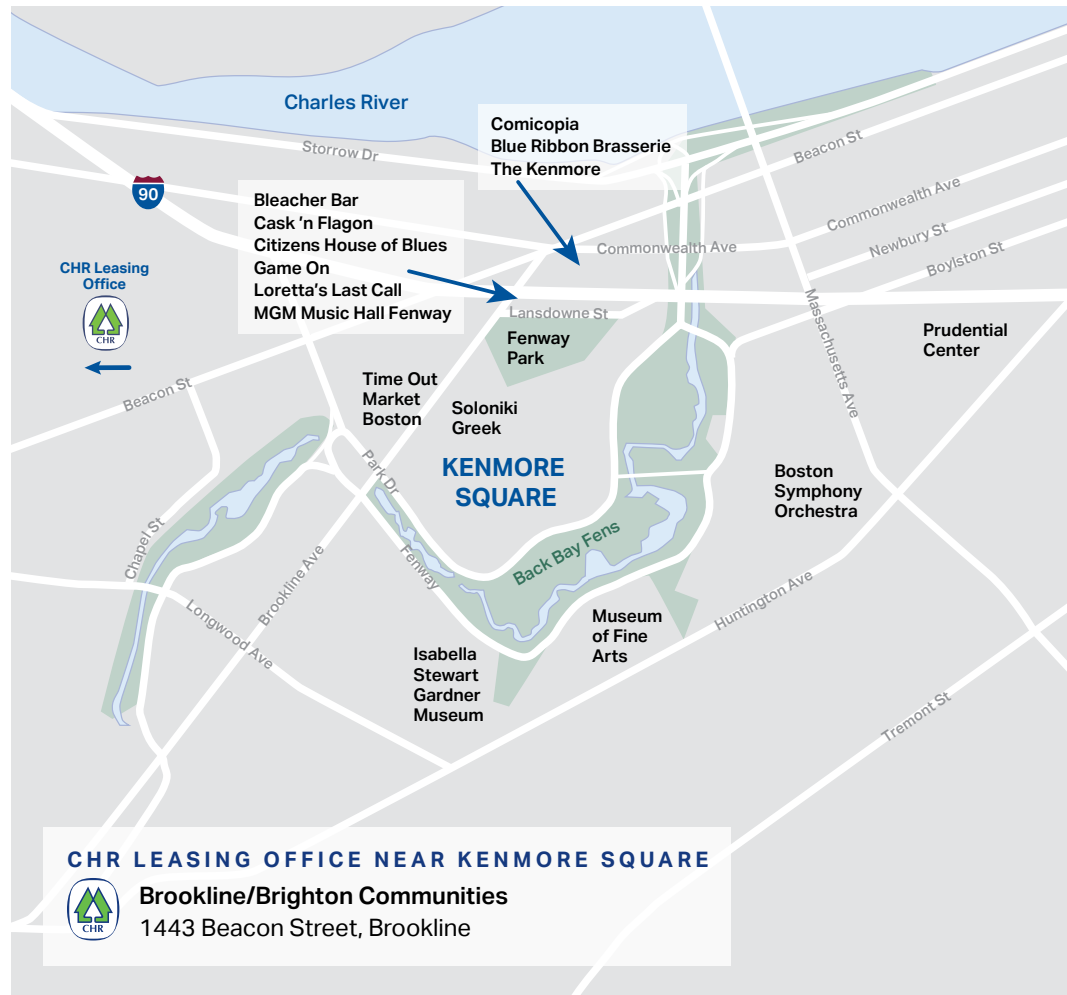 Charles River
Comicopia
Blue Ribbon Brasserie
The Kenmore
Storrow Dr
Beacon St
90
Bleacher Bar
Cask 'n Flagon
Citizens House of Blues
Game On
Loretta's Last Call
MGM Music Hall Fenway
Commonwealth Ave
Commonwealth Ave
Newbury St
Boylston St
CHR Leasing
Office
CHR
Lansdowne St
Fenway
Park
Massachusetts Ave
Prudential
Center
Beacon St
Time Out
Market
Boston
Soloniki
Greek
KENMORE
SQUARE
Park Dr
Boston
Symphony
Orchestra
Chapel St
Fenway
Back Bay Fens
Brookline Ave
Longwood Ave
Huntington Ave
Museum
of Fine
Arts
Isabella
Stewart
Gardner
Museum
Tremont St
CHR LEASING OFFICE NEAR KENMORE SQUARE
CHR
Brookline/Brighton Communities
1443 Beacon Street, Brookline